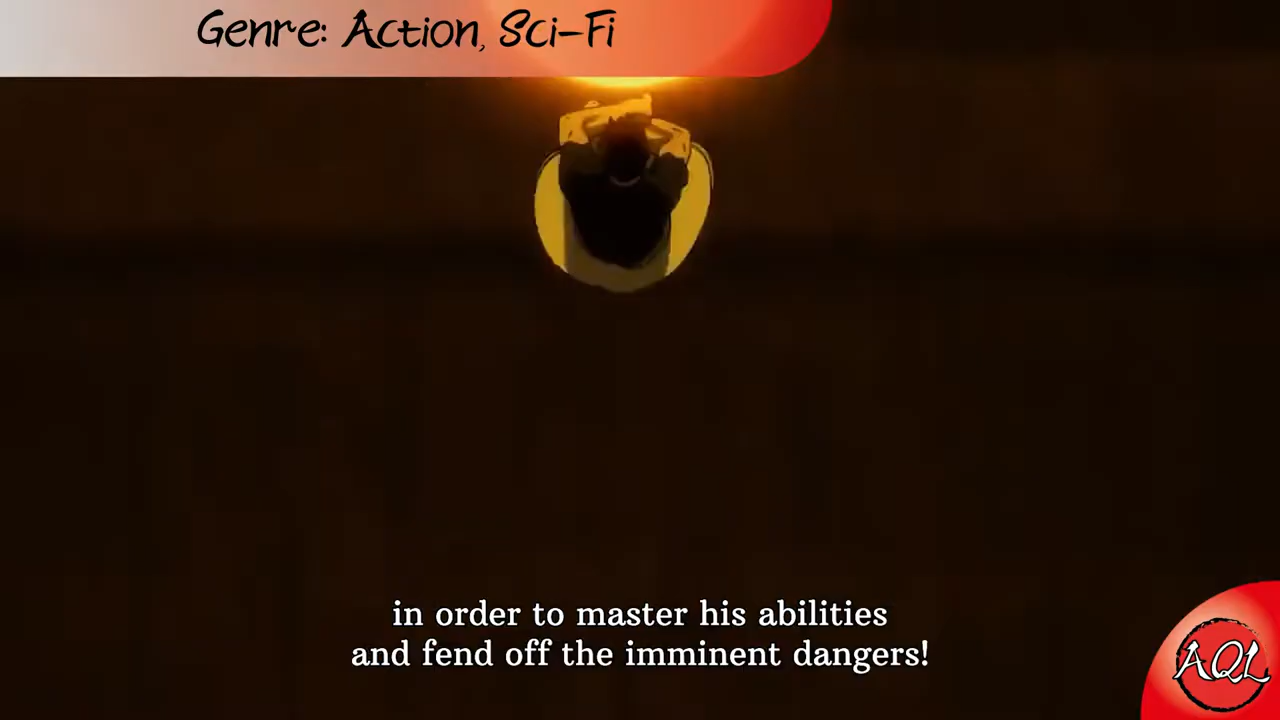 Genre: Action, Sci-Fi
in order to master his abilities
and fend off the imminent dangers!
AQL